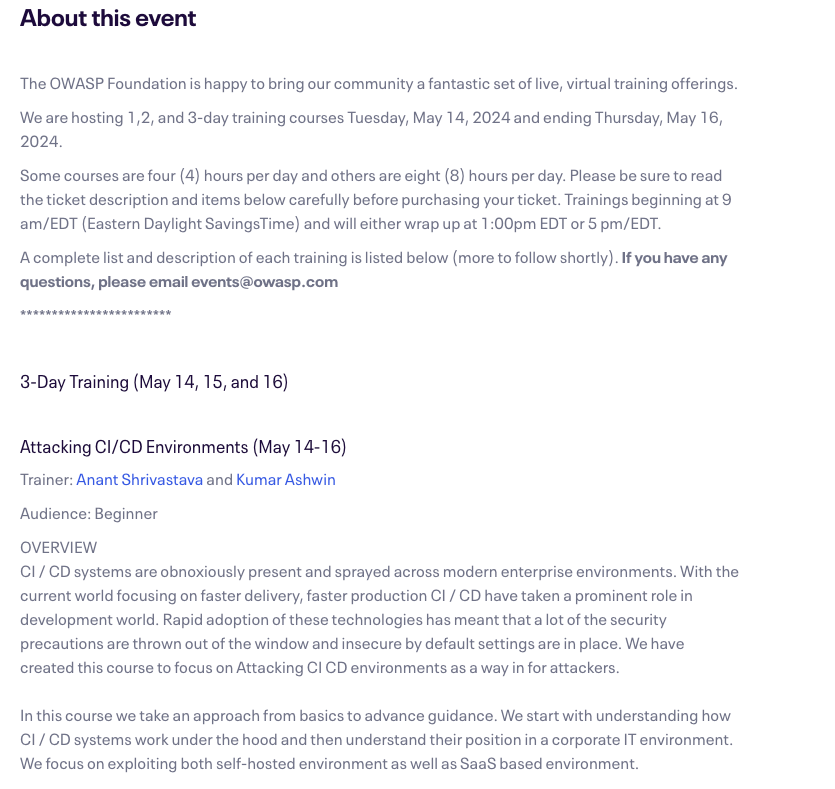 About this event
The OWASP Foundation is happy to bring our community a fantastic set of live, virtual training offerings.
We are hosting 1,2, and 3-day training courses Tuesday, May 14, 2024 and ending Thursday, May 16,
2024.
Some courses are four (4) hours per day and others are eight (8) hours per day. Please be sure to read
the ticket description and items below carefully before purchasing your ticket. Trainings beginning at 9
am/EDT (Eastern Daylight SavingsTime) and will either wrap up at 1:00pm EDT or 5 pm/EDT.
A complete list and description of each training is listed below (more to follow shortly). If you have any
questions, please email events@owasp.com
************************
3-Day Training (May 14, 15, and 16)
Attacking CI/CD Environments (May 14-16)
Trainer: Anant Shrivastava and Kumar Ashwin
Audience: Beginner
OVERVIEW
CI / CD systems are obnoxiously present and sprayed across modern enterprise environments. With the
current world focusing on faster delivery, faster production CI / CD have taken a prominent role in
development world. Rapid adoption of these technologies has meant that a lot of the security
precautions are thrown out of the window and insecure by default settings are in place. We have
created this course to focus on Attacking CI CD environments as a way in for attackers.
In this course we take an approach from basics to advance guidance. We start with understanding how
CI / CD systems work under the hood and then understand their position in a corporate IT environment.
We focus on exploiting both self-hosted environment as well as SaaS based environment.